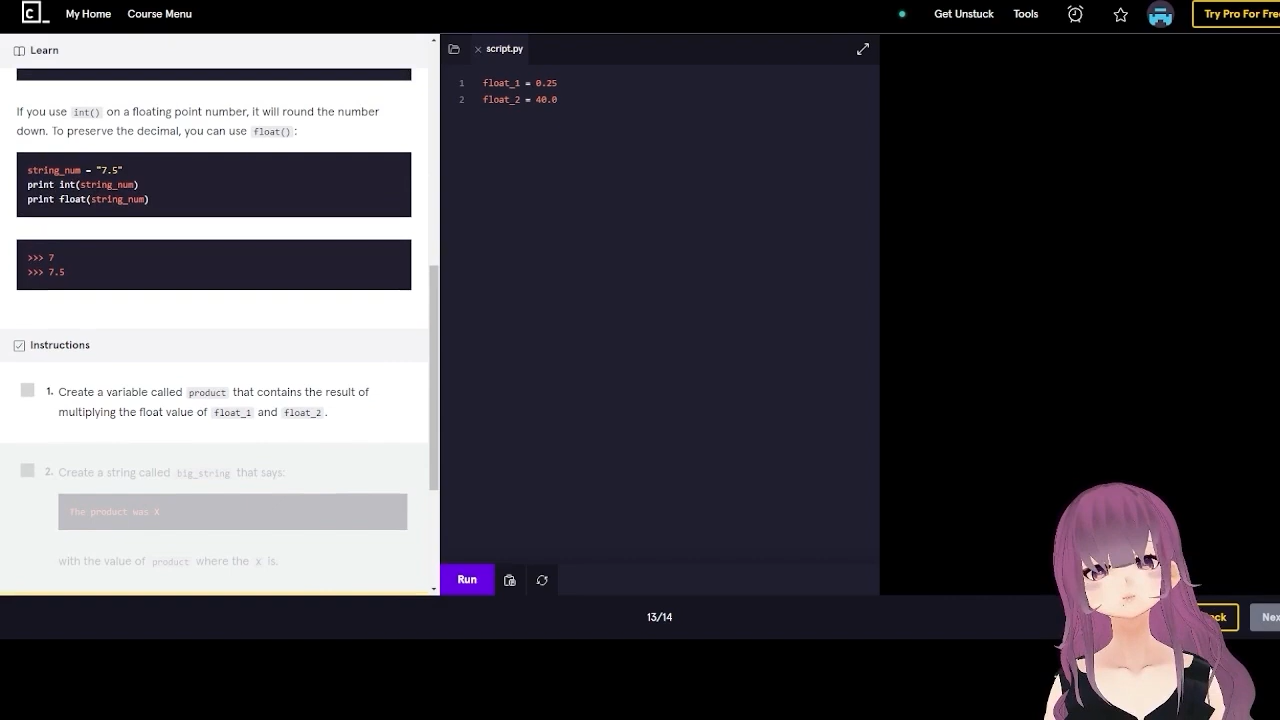 C_ My Home Course Menu Get Unstuck Tools Try Pro For Free
Learn
script.py
If you use int() on a floating point number, it will round the number
down. To preserve the decimal, you can use float():
string_num = "7.5"
print int(string_num)
print float(string_num)
>>> 7
>>> 7.5
Instructions
1. Create a variable called product that contains the result of
multiplying the float value of float_1 and float_2.
2. Create a string called big_string that says:
The product was X
with the value of product where the X is.
1 float_1 = 0.25
2 float_2 = 40.0
Run
13/14